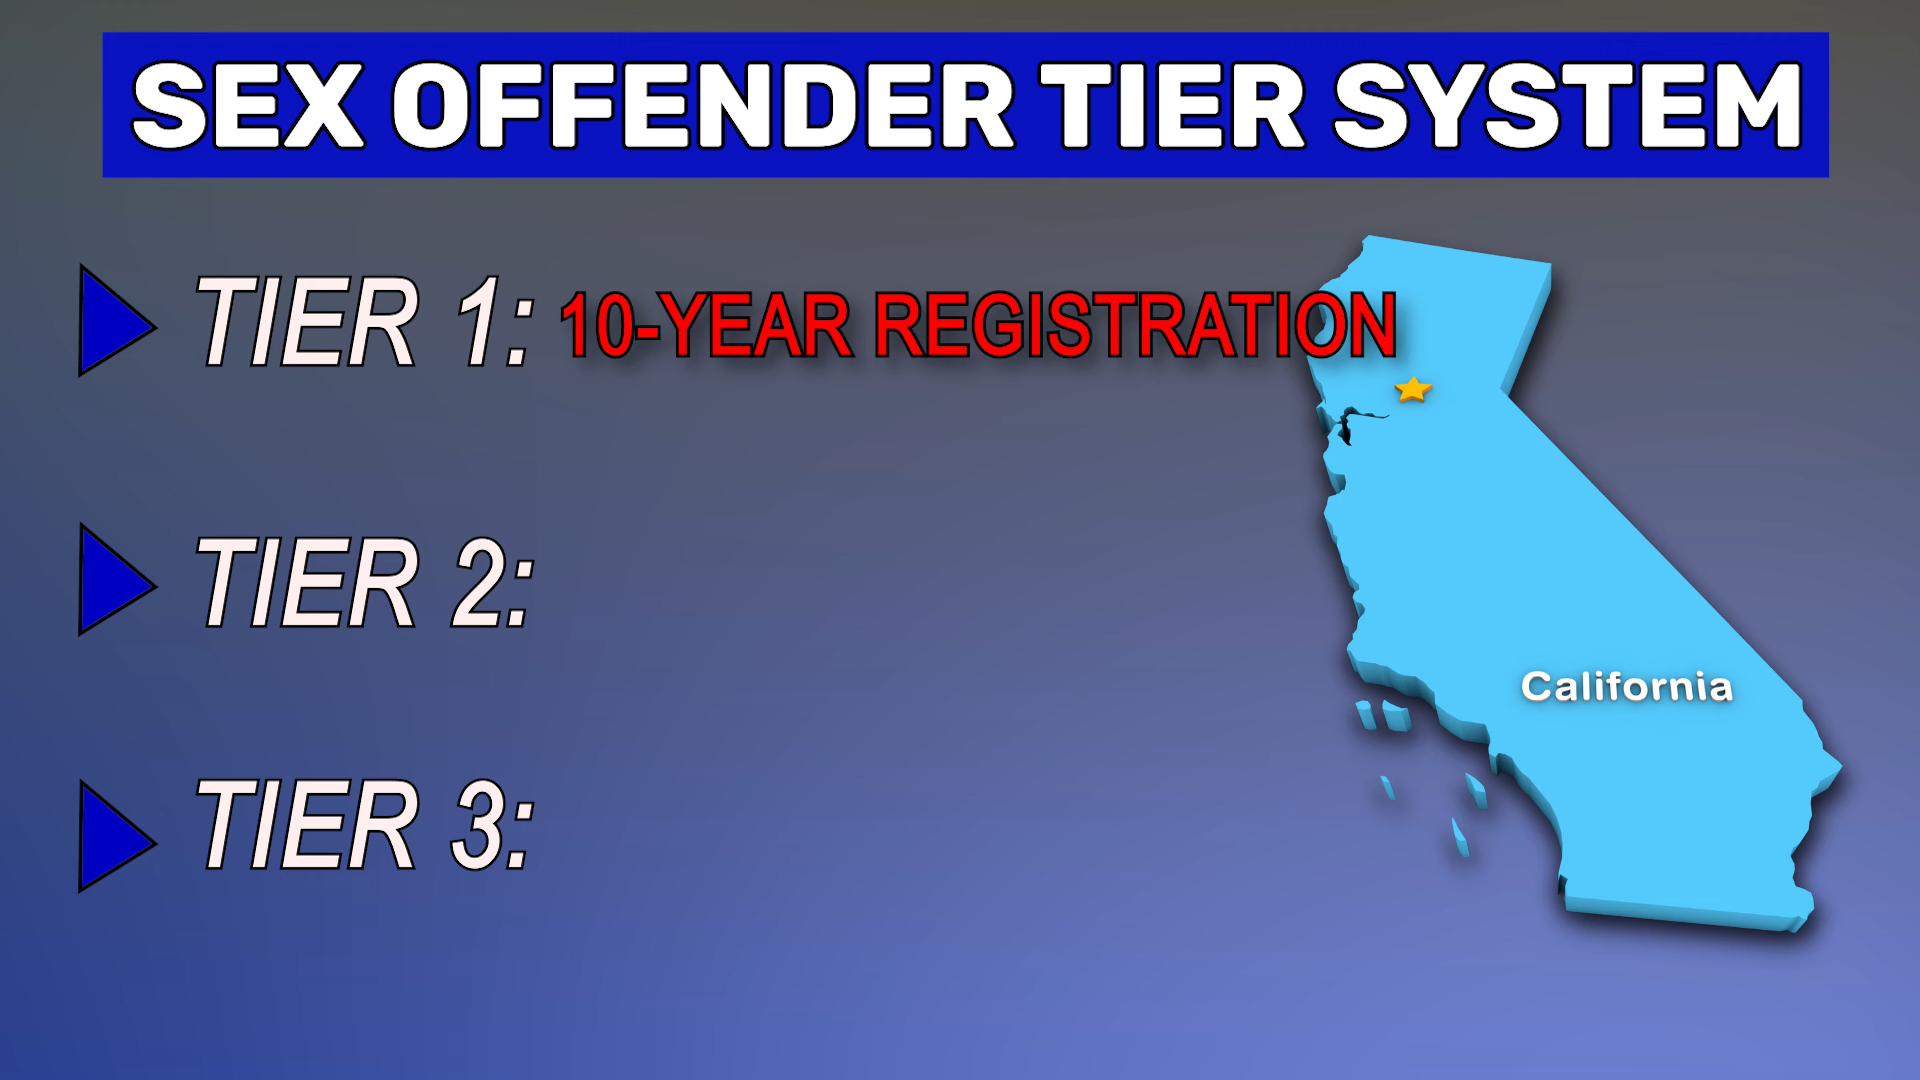 SEX OFFENDER TIER SYSTEM
TIER 1: 10-YEAR REGISTRATION
TIER 2:
California
TIER 3: